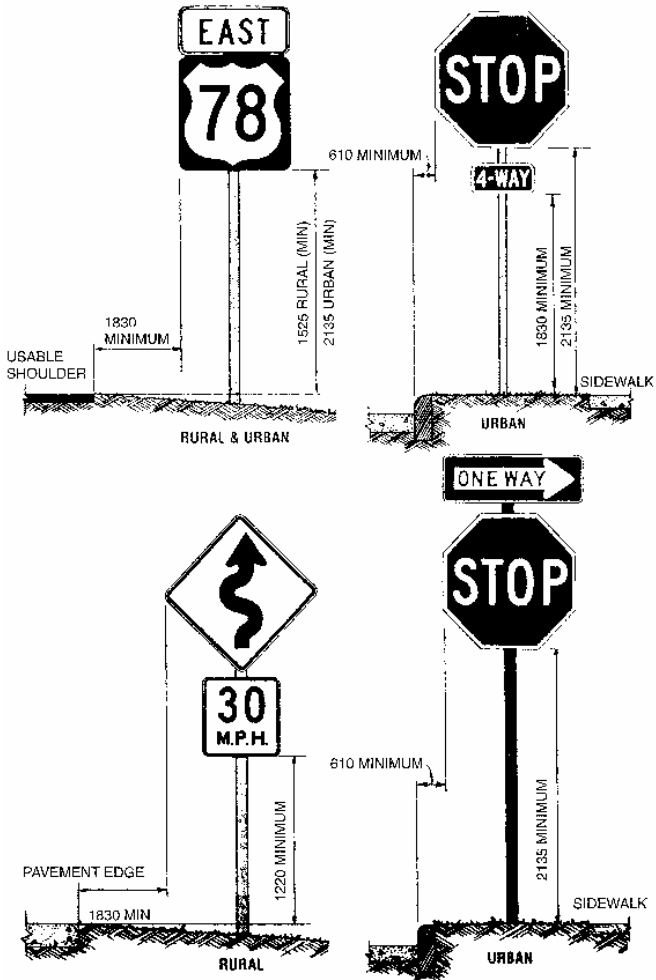 EAST
78
1830
MINIMUM
1525 RURAL (MIN)
2135 URBAN (MIN)
USABLE
SHOULDER
RURAL & URBAN
STOP
610 MINIMUM
4-WAY
1830 MINIMUM
2135 MINIMUM
SIDEWALK
URBAN
30
M.P.H.
1220 MINIMUM
PAVEMENT EDGE
1830 MIN
RURAL
ONE WAY
STOP
610 MINIMUM
2135 MINIMUM
SIDEWALK
URBAN